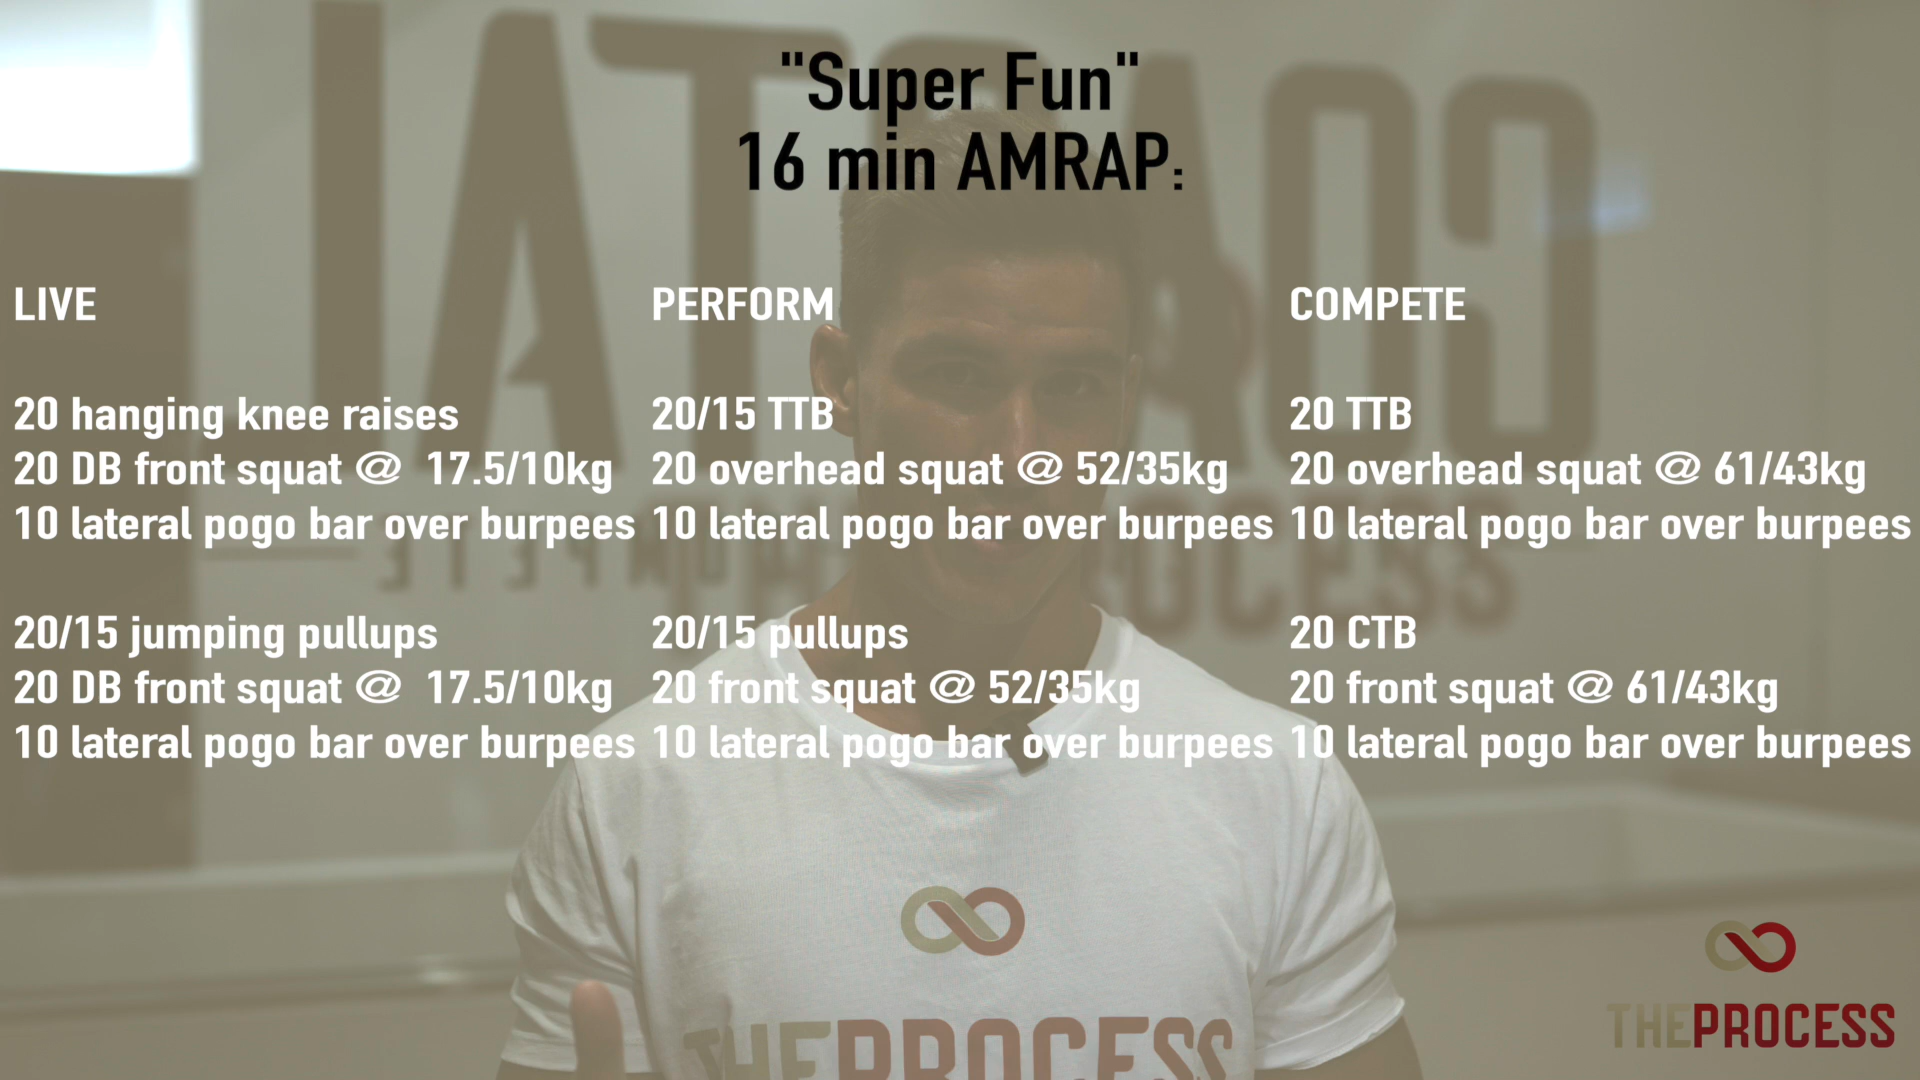 "Super Fun"
16 min AMRAP:
LIVE
20 hanging knee raises
20 DB front squat @ 17.5/10kg
10 lateral pogo bar over burpees
20/15 jumping pullups
20 DB front squat @ 17.5/10kg
10 lateral pogo bar over burpees
PERFORM
20/15 TTB
20 overhead squat @ 52/35kg
10 lateral pogo bar over burpees
20/15 pullups
20 front squat @ 52/35kg
10 lateral pogo bar over burpees
COMPETE
20 TTB
20 overhead squat @ 61/43kg
10 lateral pogo bar over burpees
20 CTB
20 front squat @ 61/43kg
10 lateral pogo bar over burpees
COASTAL
THEPROCESS
THEPROCESS